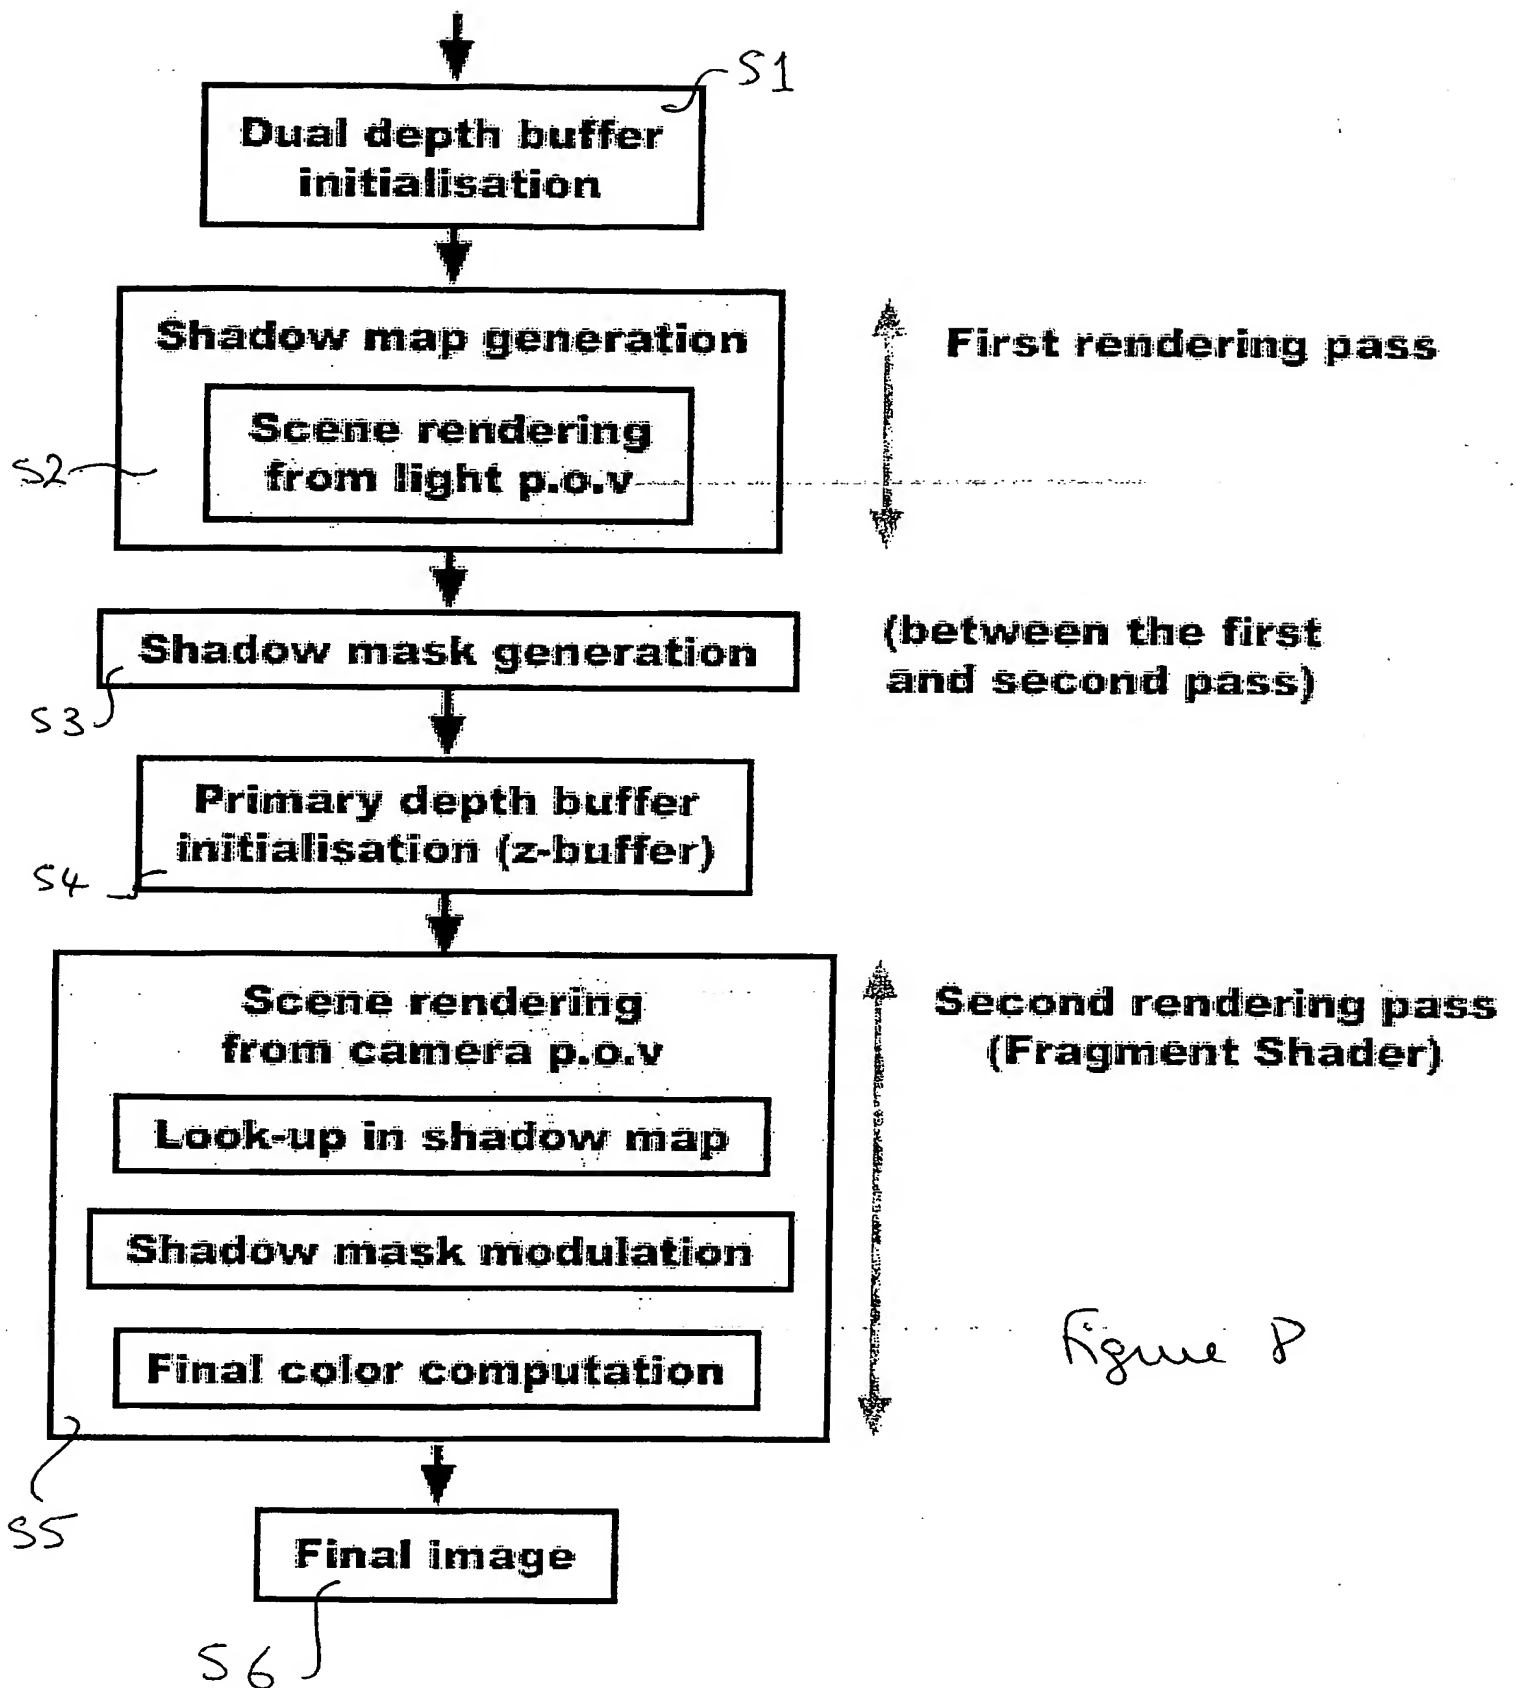 S1
Dual depth buffer
initialisation
Shadow map generation
First rendering pass
Scene rendering
from light p.o.v
S2
Shadow mask generation
(between the first
and second pass)
S3
Primary depth buffer
initialisation (z-buffer)
S4
Scene rendering
from camera p.o.v
Second rendering pass
(Fragment Shader)
Look-up in shadow map
Shadow mask modulation
Final color computation
Figure 8
S5
Final image
S6